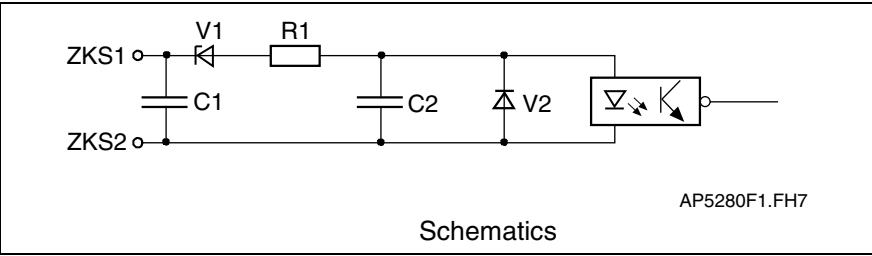 V1 R1
ZKS1
C1 C2 V2
ZKS2
AP5280F1.FH7
Schematics